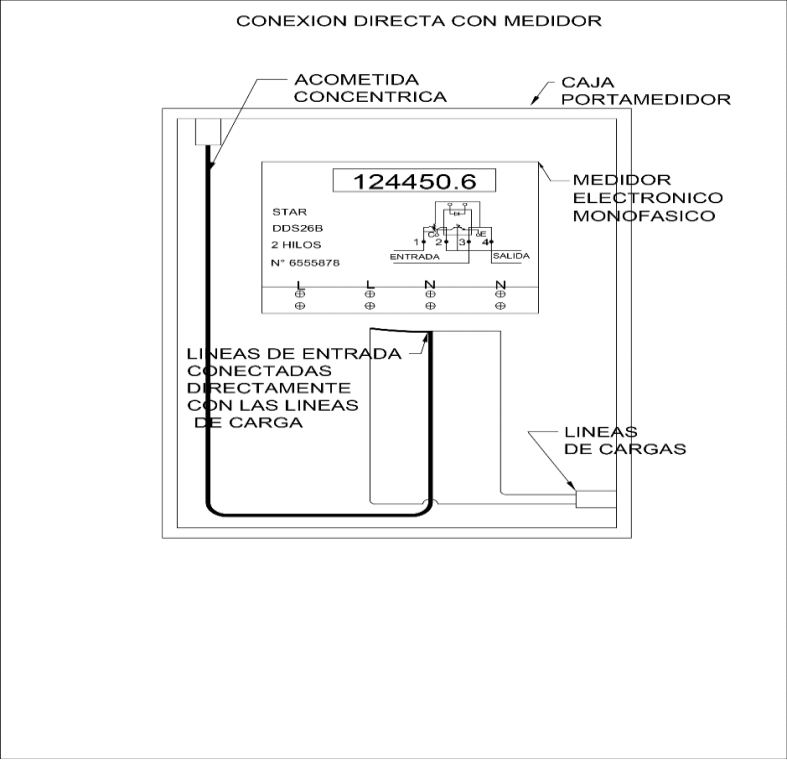 CONEXION DIRECTA CON MEDIDOR
ACOMETIDA
CONCENTRICA
CAJA
PORTAMEDIDOR
124450.6
MEDIDOR
ELECTRONICO
MONOFASICO
STAR
DDS26B
2 HILOS
N° 6555878
C E
1 2 3 4
ENTRADA SALIDA
L L N N
LINEAS DE ENTRADA
CONECTADAS
DIRECTAMENTE
CON LAS LINEAS
DE CARGA
LINEAS
DE CARGAS